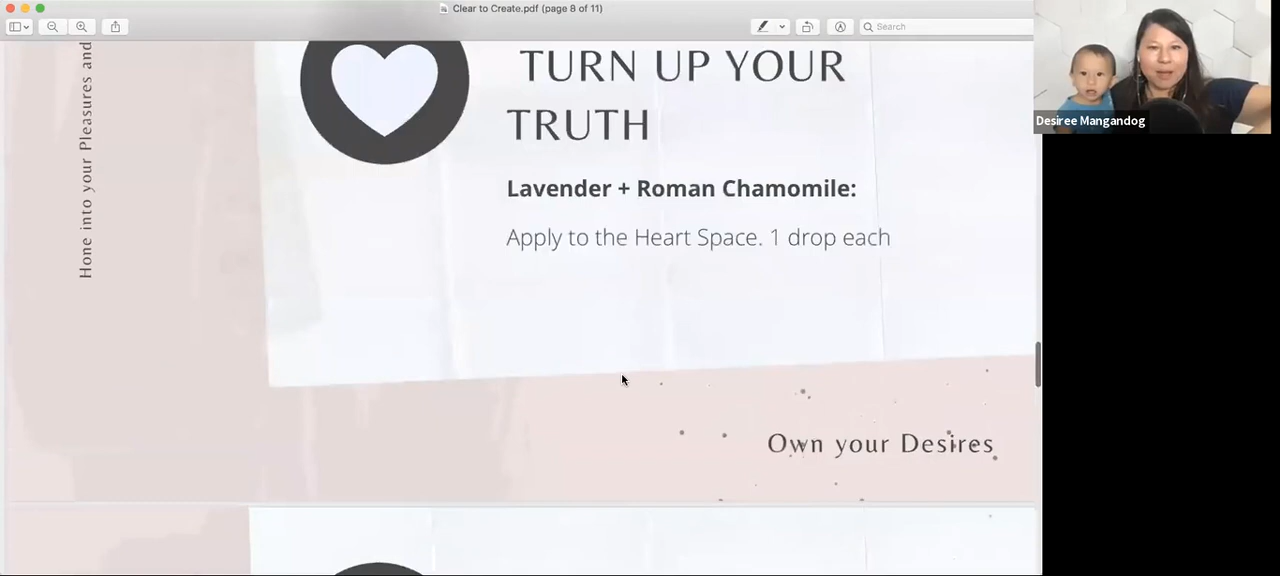 Clear to Create.pdf (page 8 of 11)
Search
Desiree Mangandog
Hone into your Pleasures and
TURN UP YOUR
TRUTH
Lavender + Roman Chamomile:
Apply to the Heart Space. 1 drop each
Own your Desires